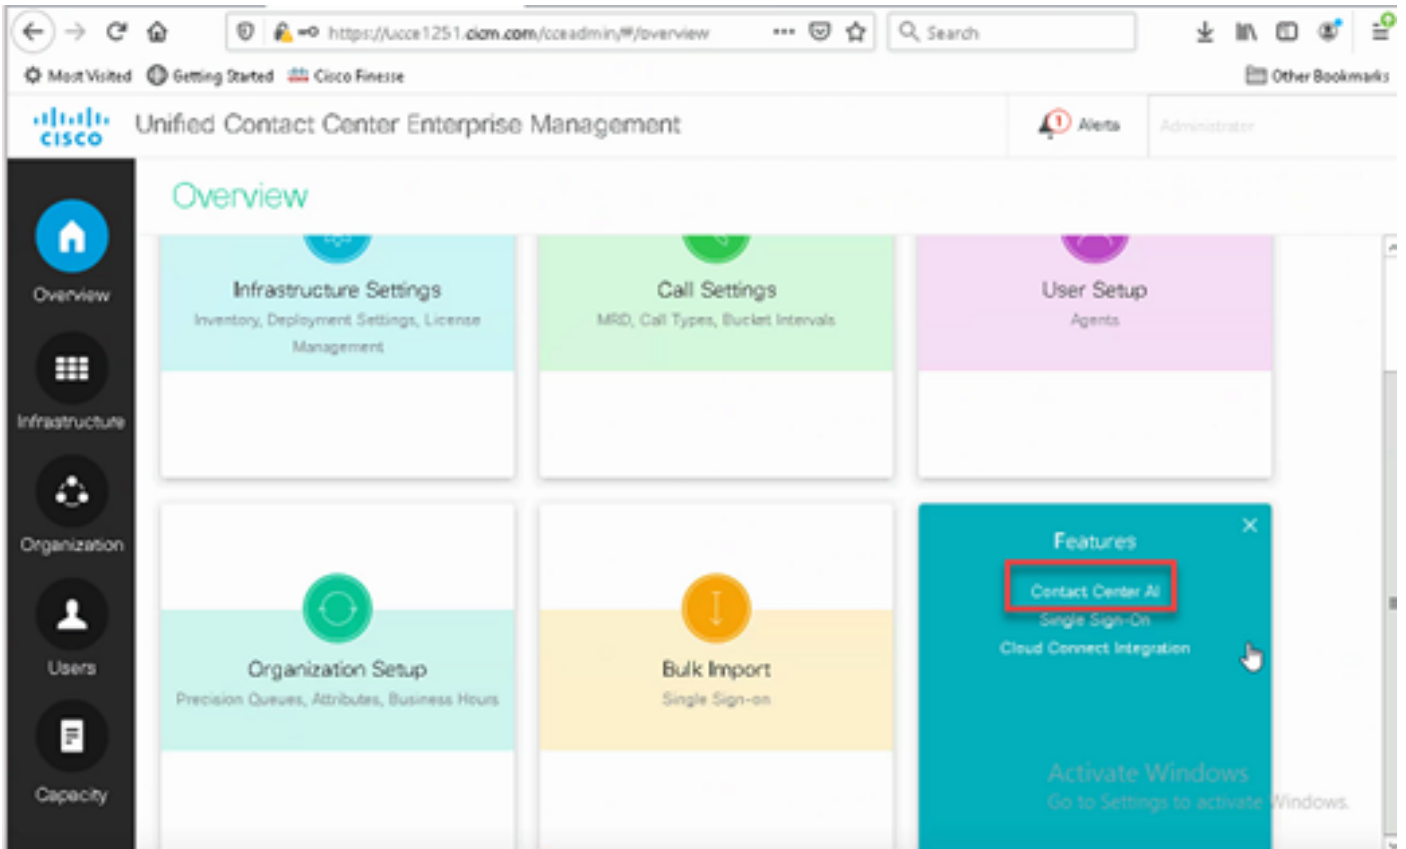 https://ucce1251.cicm.com/cceadmin/#/overview
Search
Most Visited
Getting Started
Cisco Finesse
Other Bookmarks
CISCO
Unified Contact Center Enterprise Management
1
Alerts
Administrator
Overview
Overview
Infrastructure
Organization
Users
Capacity
Infrastructure Settings
Inventory, Deployment Settings, License
Management
Call Settings
MRD, Call Types, Bucket Intervals
User Setup
Agents
Organization Setup
Precision Queues, Attributes, Business Hours
Bulk Import
Single Sign-on
Features
Contact Center AI
Single Sign-On
Cloud Connect Integration
Activate Windows
Go to Settings to activate Windows.